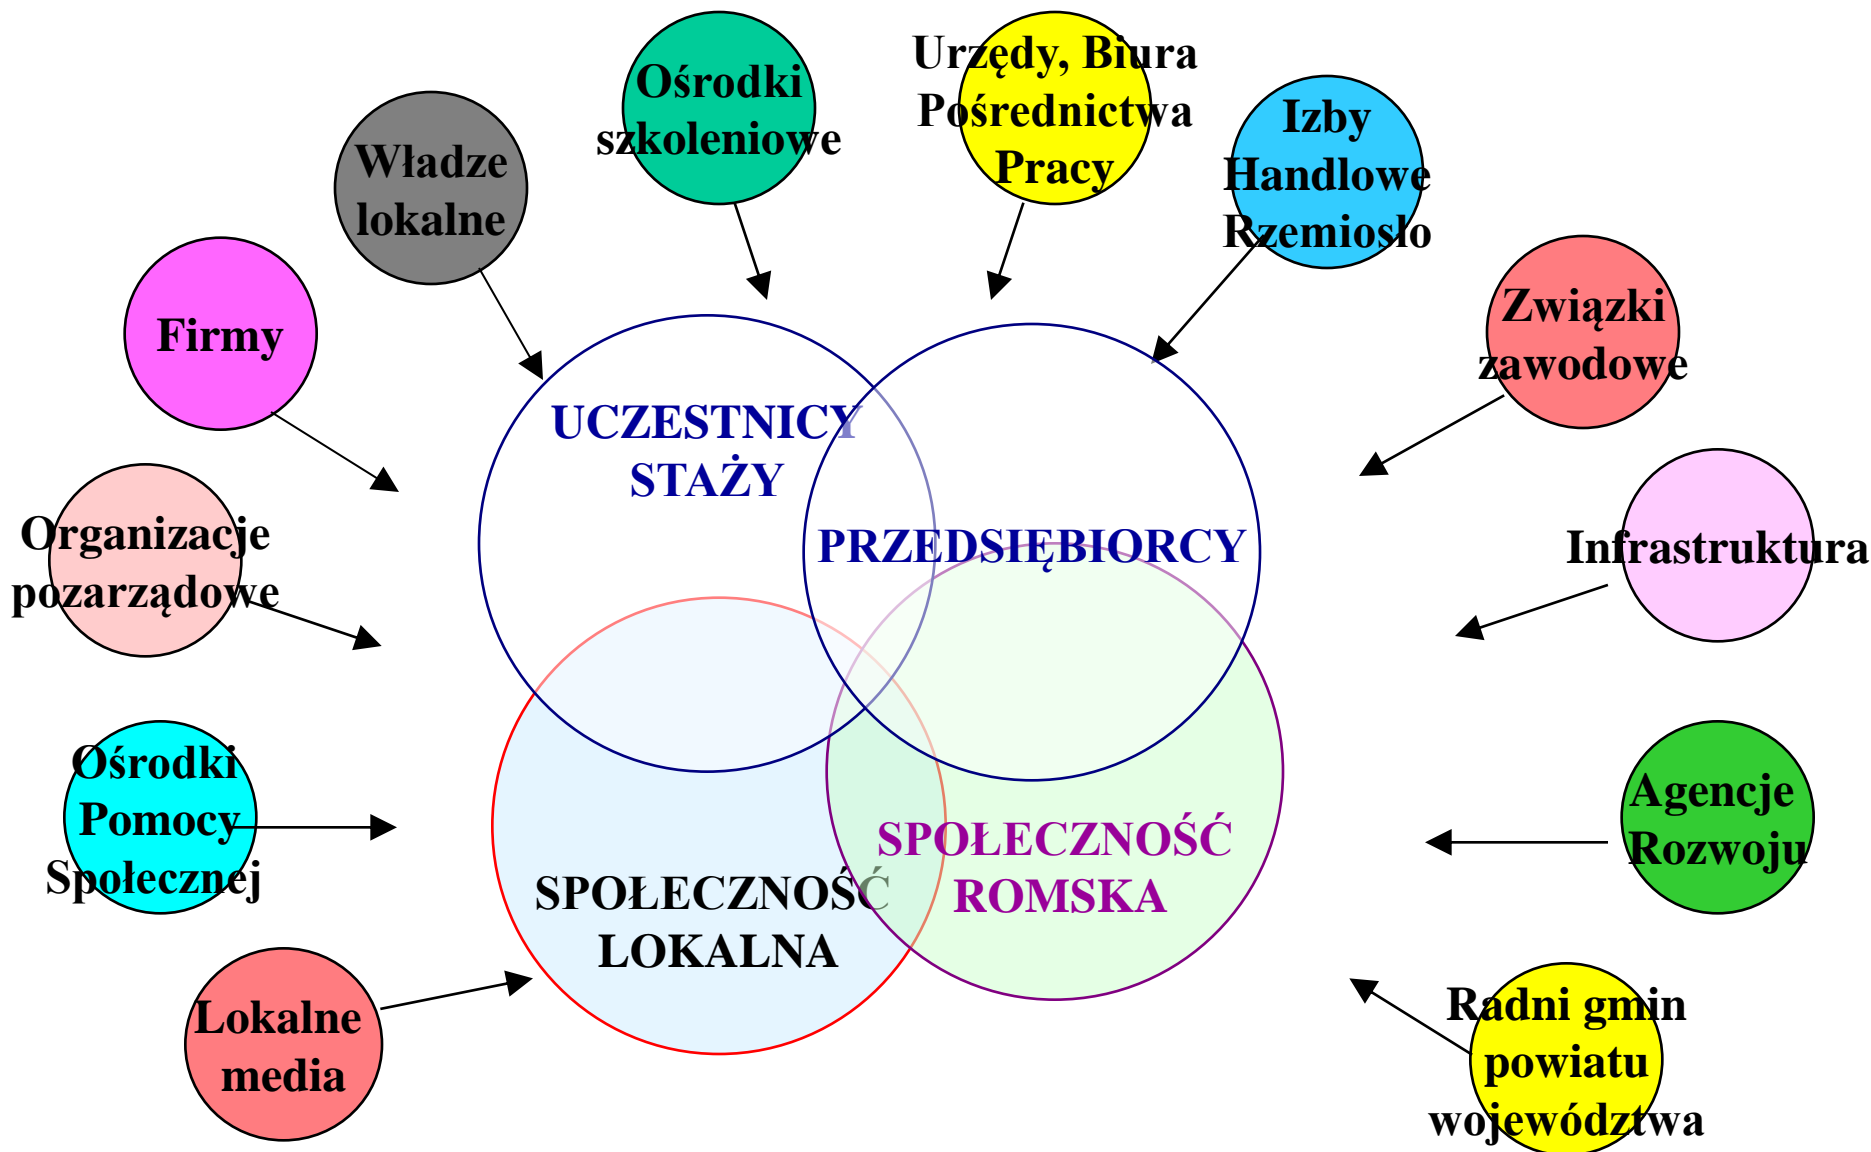 Ośrodki
szkoleniowe
Urzędy, Biura
Pośrednictwa
Pracy
Izby
Handlowe
Rzemiosło
Władze
lokalne
Związki
zawodowe
Firmy
UCZESTNICY
STAŻY
PRZEDSIĘBIORCY
Organizacje
pozarządowe
Infrastruktura
Ośrodki
Pomocy
Społecznej
Agencje
Rozwoju
SPOŁECZNOŚĆ
ROMSKA
SPOŁECZNOŚĆ
LOKALNA
Lokalne
media
Radni gmin
powiatu
województwa